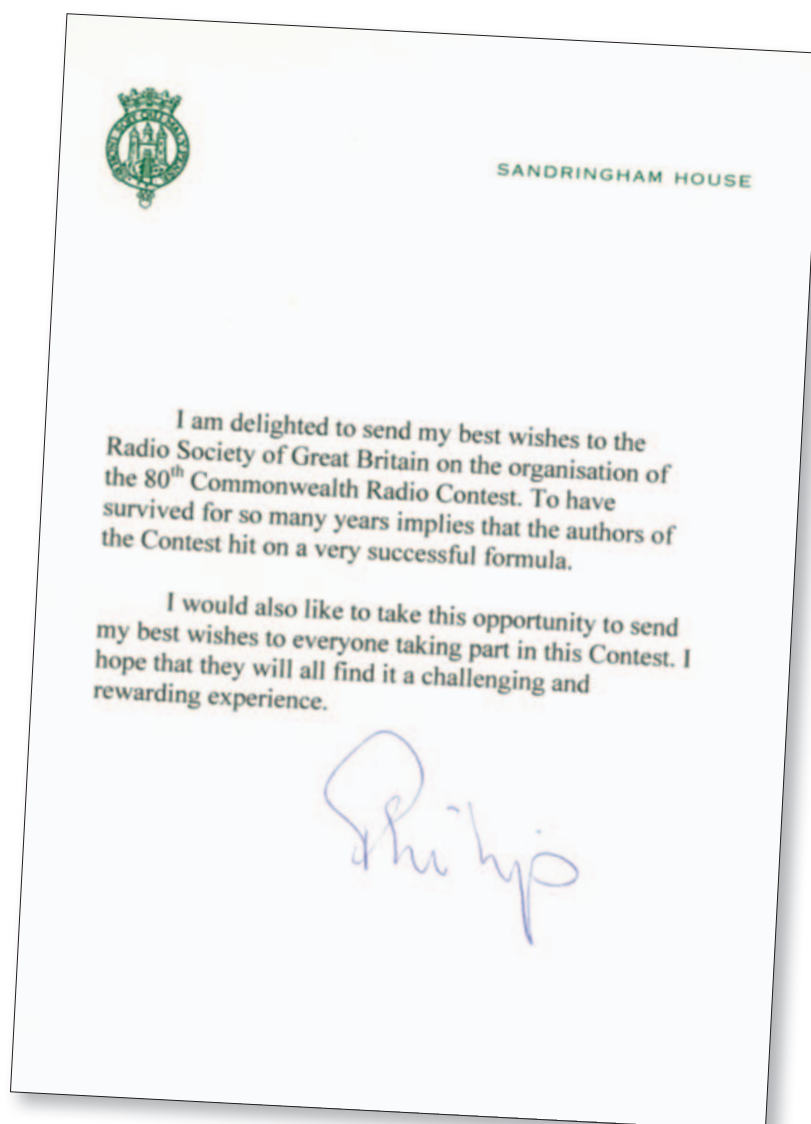 SANDRINGHAM HOUSE
I am delighted to send my best wishes to the
Radio Society of Great Britain on the organisation of
the 80th Commonwealth Radio Contest. To have
survived for so many years implies that the authors of
the Contest hit on a very successful formula.
I would also like to take this opportunity to send
my best wishes to everyone taking part in this Contest. I
hope that they will all find it a challenging and
rewarding experience.
Philip